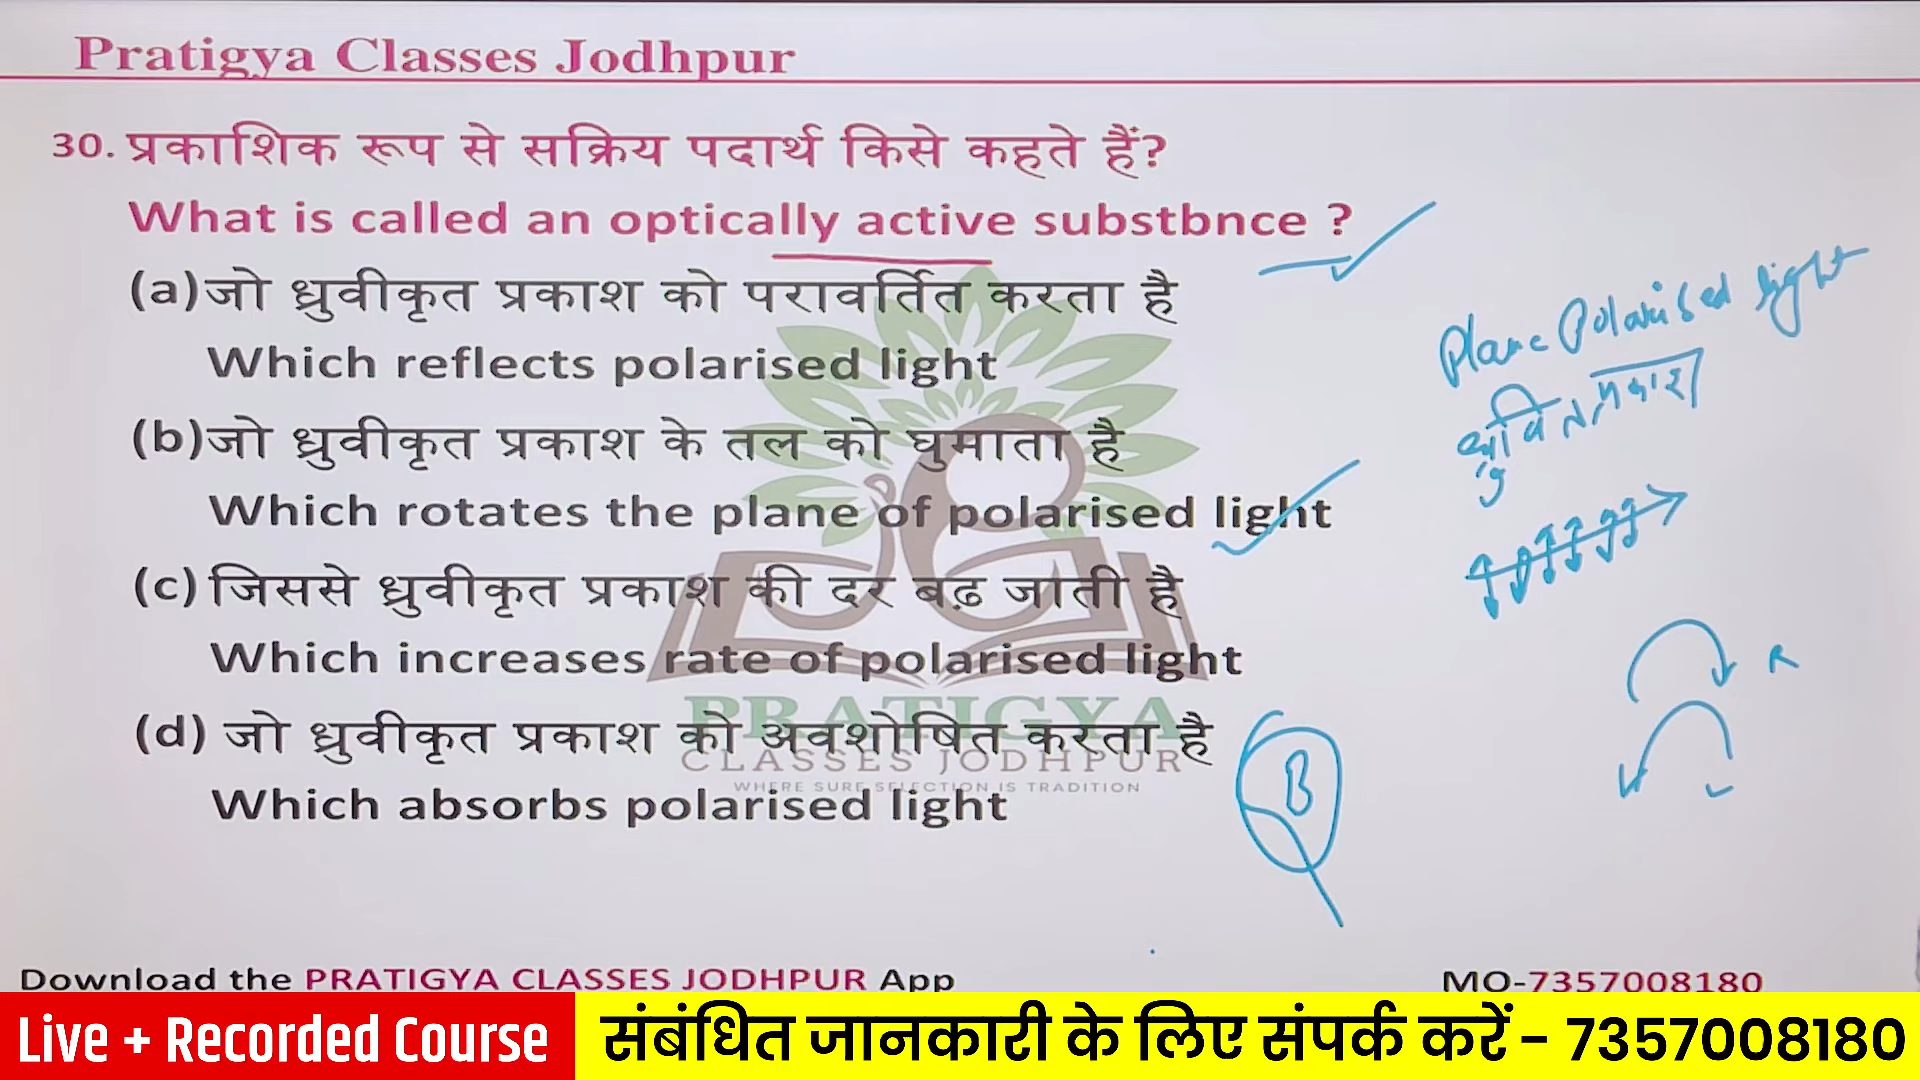 Pratigya Classes Jodhpur
30. प्रकाशिक रूप से सक्रिय पदार्थ किसे कहते हैं?
What is called an optically active substbnce ?
(a) जो ध्रुवीकृत प्रकाश को परावर्तित करता है
Which reflects polarised light
(b) जो ध्रुवीकृत प्रकाश के तल को घुमाता है
Which rotates the plane of polarised light
(c) जिससे ध्रुवीकृत प्रकाश की दर बढ़ जाती है
Which increases rate of polarised light
(d) जो ध्रुवीकृत प्रकाश को अवशोषित करता है
Which absorbs polarised light
Plane Polarised light
ध्रुवित प्रकाश
R
L
B
PRATIGYA
CLASSES JODHPUR
WHERE SURE SELECTION IS TRADITION
Download the PRATIGYA CLASSES JODHPUR App
MO-7357008180
Live + Recorded Course
संबंधित जानकारी के लिए संपर्क करें - 7357008180